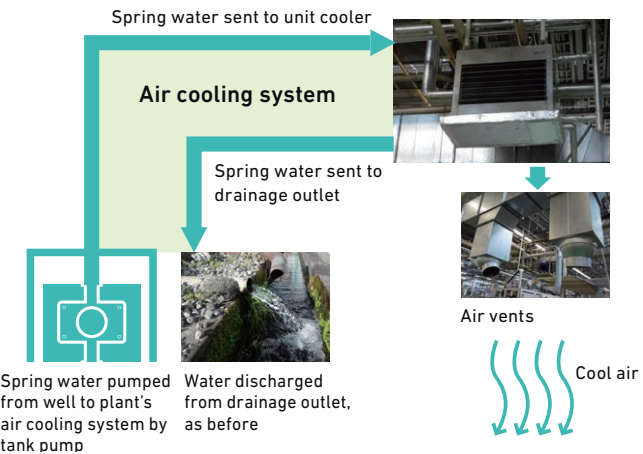 Spring water sent to unit cooler
Air cooling system
Spring water sent to
drainage outlet
Air vents
Cool air
Spring water pumped
from well to plant's
air cooling system by
tank pump
Water discharged
from drainage outlet,
as before